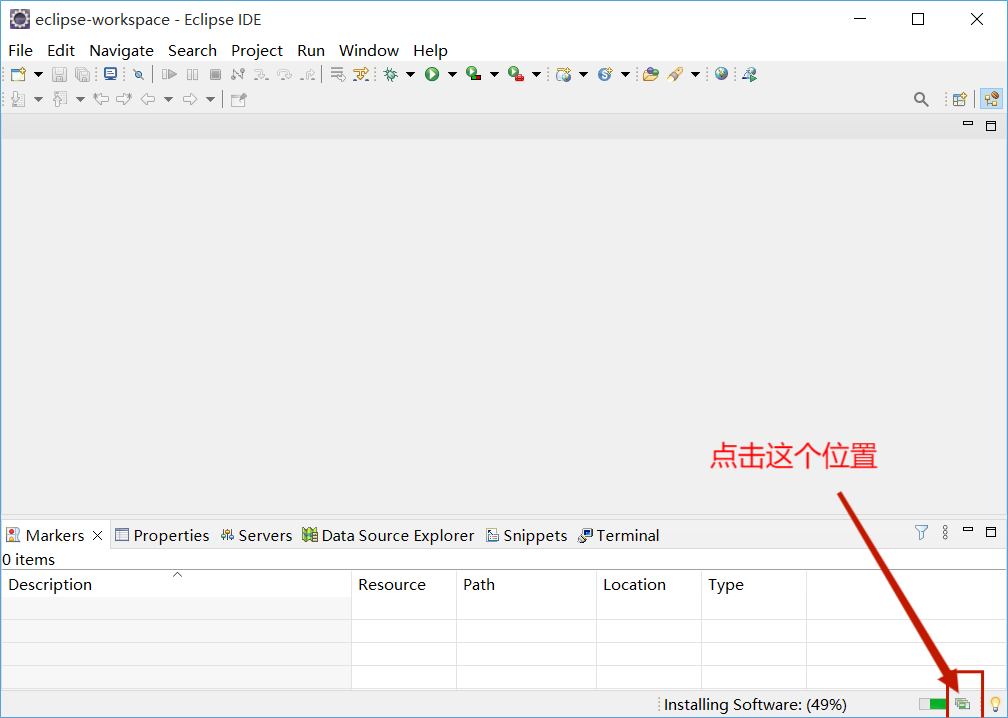 eclipse-workspace - Eclipse IDE
File Edit Navigate Search Project Run Window Help
点击这个位置
Markers Properties Servers Data Source Explorer Snippets Terminal
0 items
Description Resource Path Location Type
Installing Software: (49%)